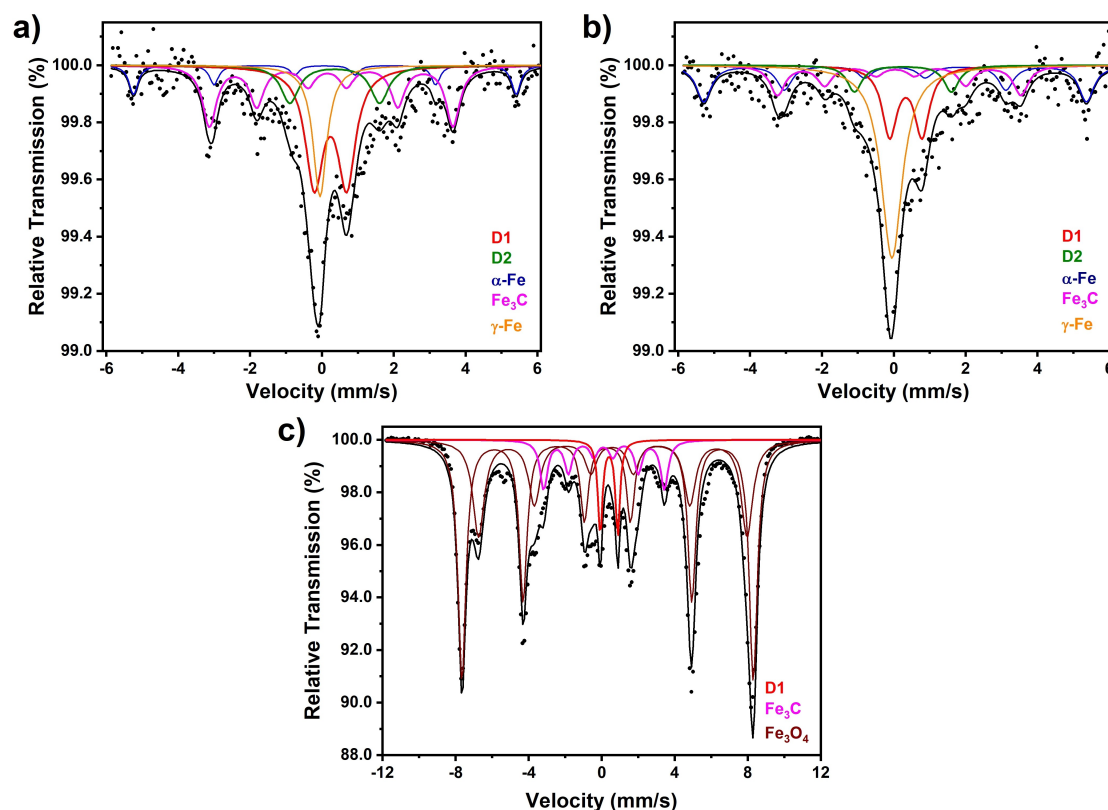 a)
Relative Transmission (%)
100.0
99.8
99.6
99.4
99.2
99.0
-6 -4 -2 0 2 4 6
Velocity (mm/s)
D1
D2
α-Fe
Fe₃C
γ-Fe
b)
Relative Transmission (%)
100.0
99.8
99.6
99.4
99.2
99.0
-6 -4 -2 0 2 4 6
Velocity (mm/s)
D1
D2
α-Fe
Fe₃C
γ-Fe
c)
Relative Transmission (%)
100.0
98.0
96.0
94.0
92.0
90.0
88.0
-12 -8 -4 0 4 8 12
Velocity (mm/s)
D1
Fe₃C
Fe₃O₄